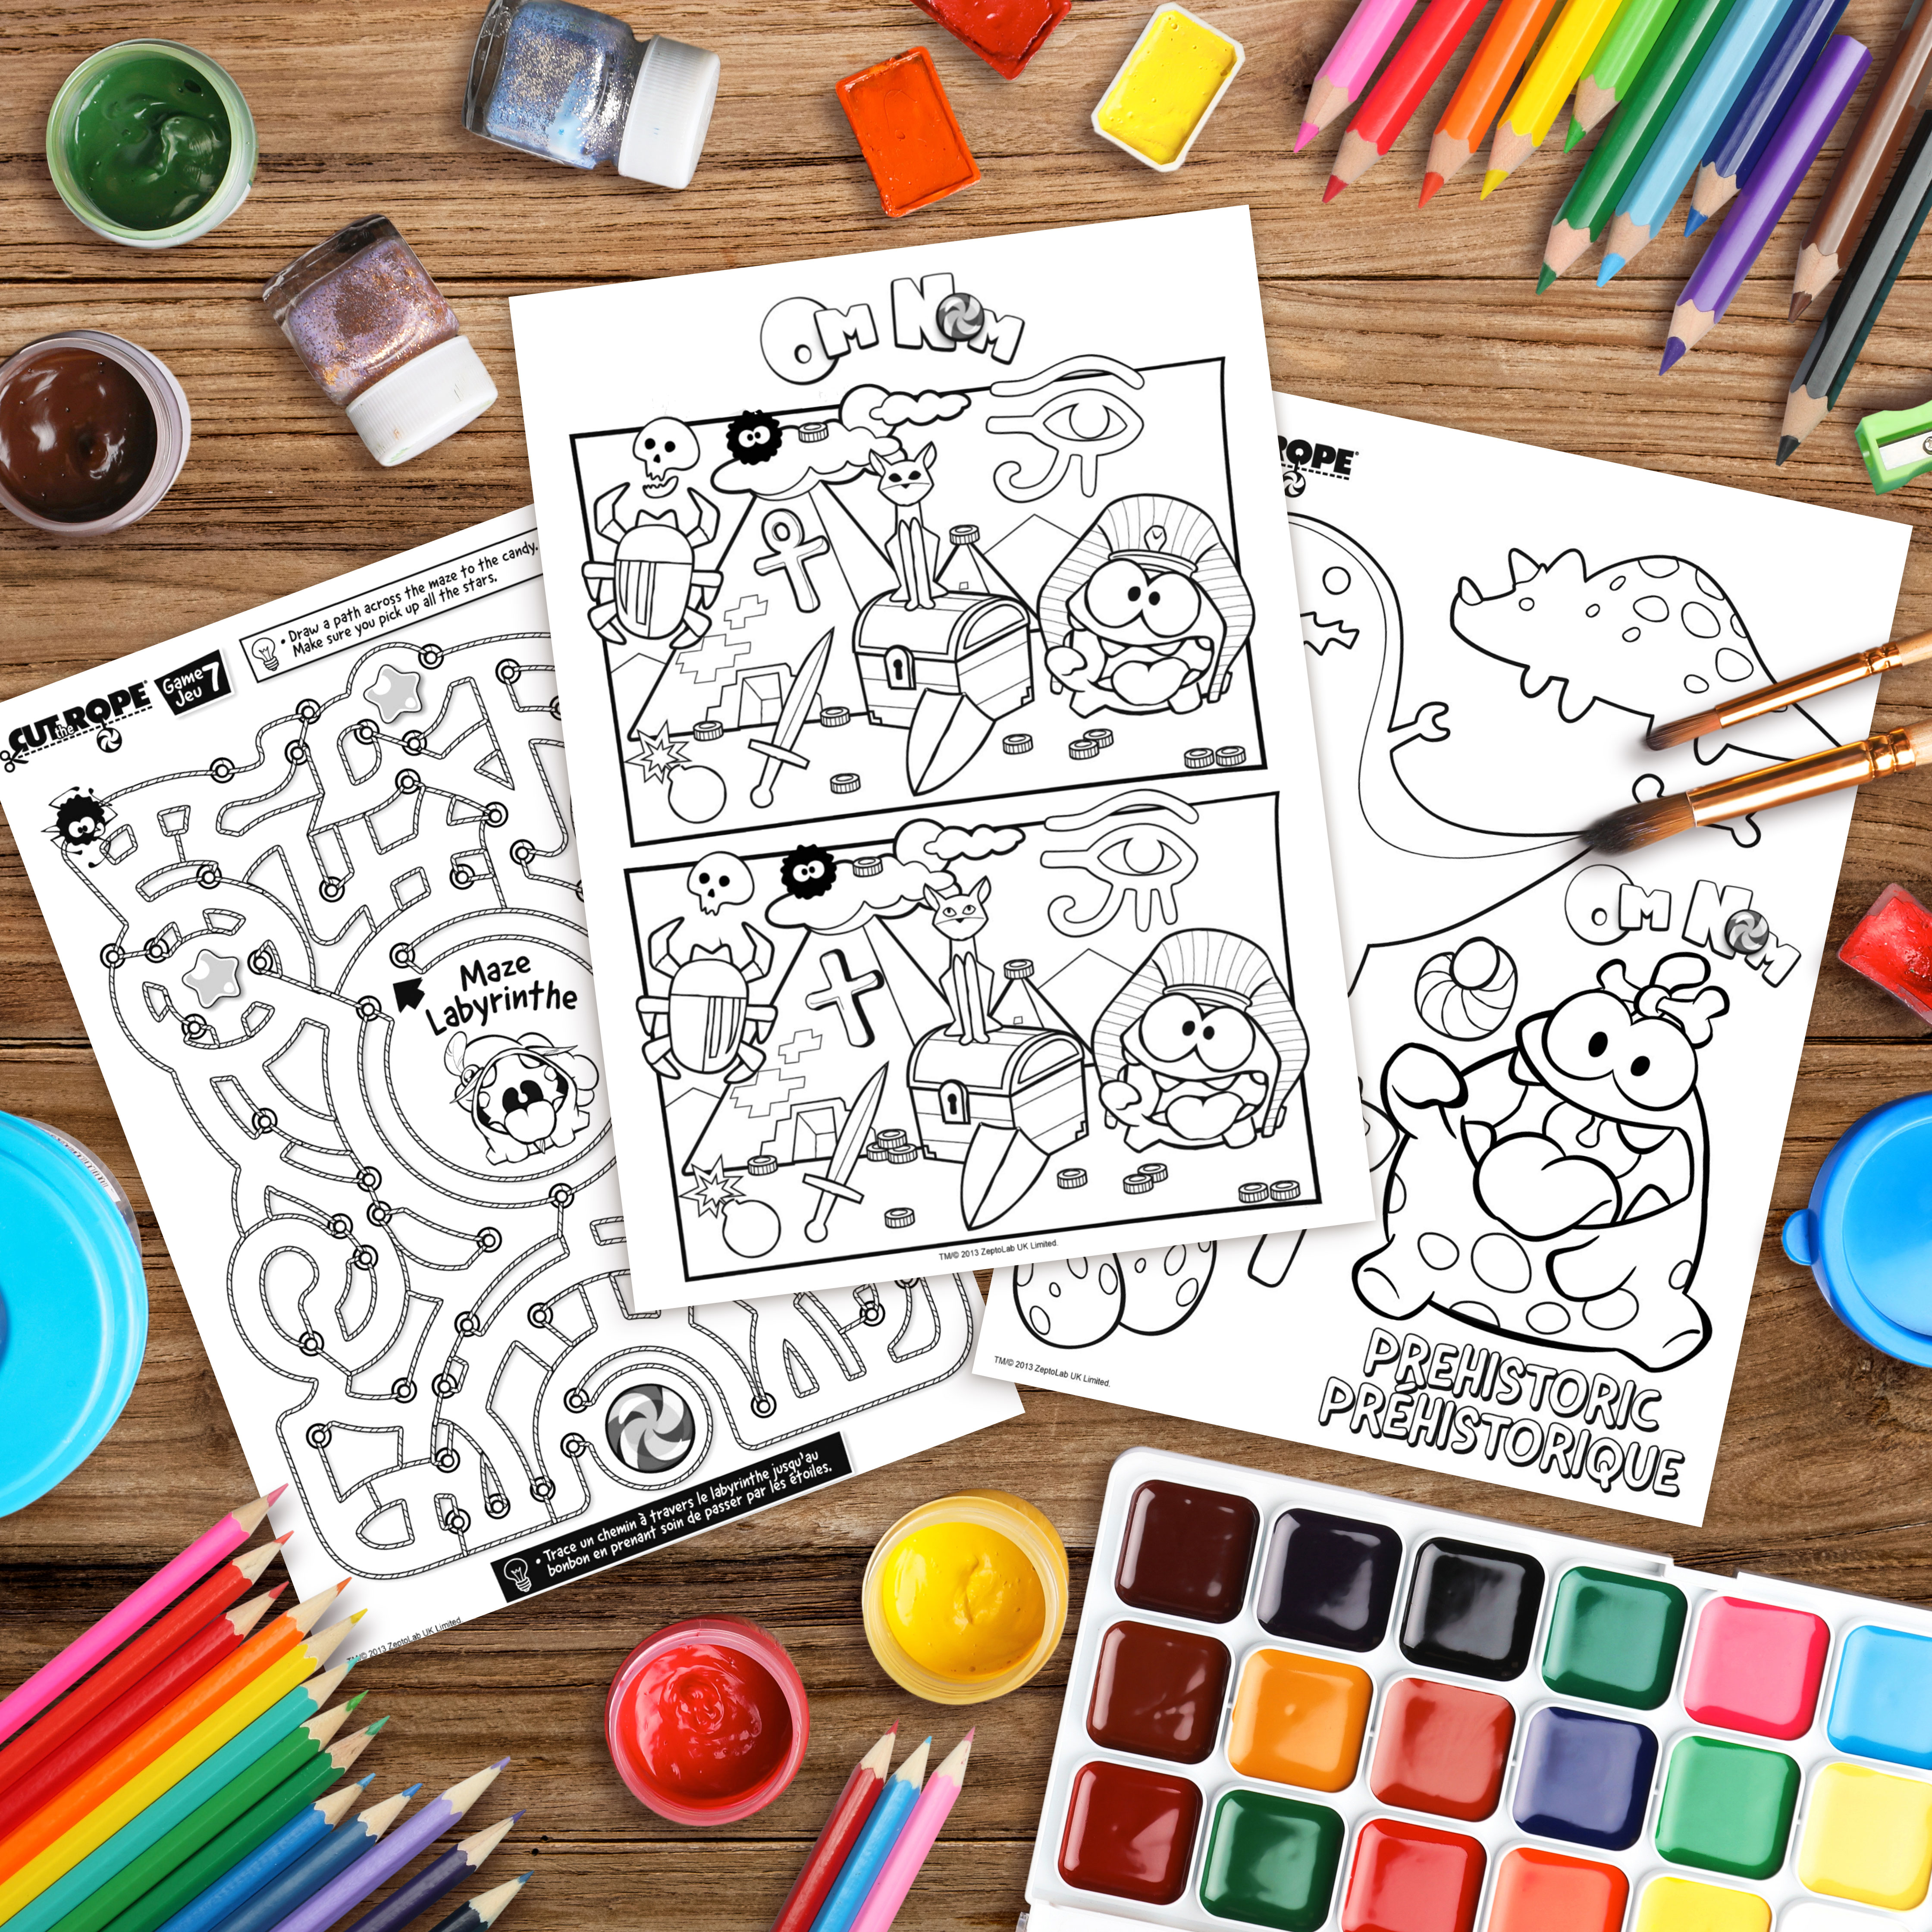 OM NOM
TM/© 2013 ZeptoLab UK Limited.
CUT the ROPE
Game
Jeu 7
• Draw a path across the maze to the candy.
Make sure you pick up all the stars.
Maze
Labyrinthe
• Trace un chemin à travers le labyrinthe jusqu'au
bonbon en prenant soin de passer par les étoiles.
TM/© 2013 ZeptoLab UK Limited.
ROPE
OM NOM
PREHISTORIC
PRÉHISTORIQUE
TM/© 2013 ZeptoLab UK Limited.